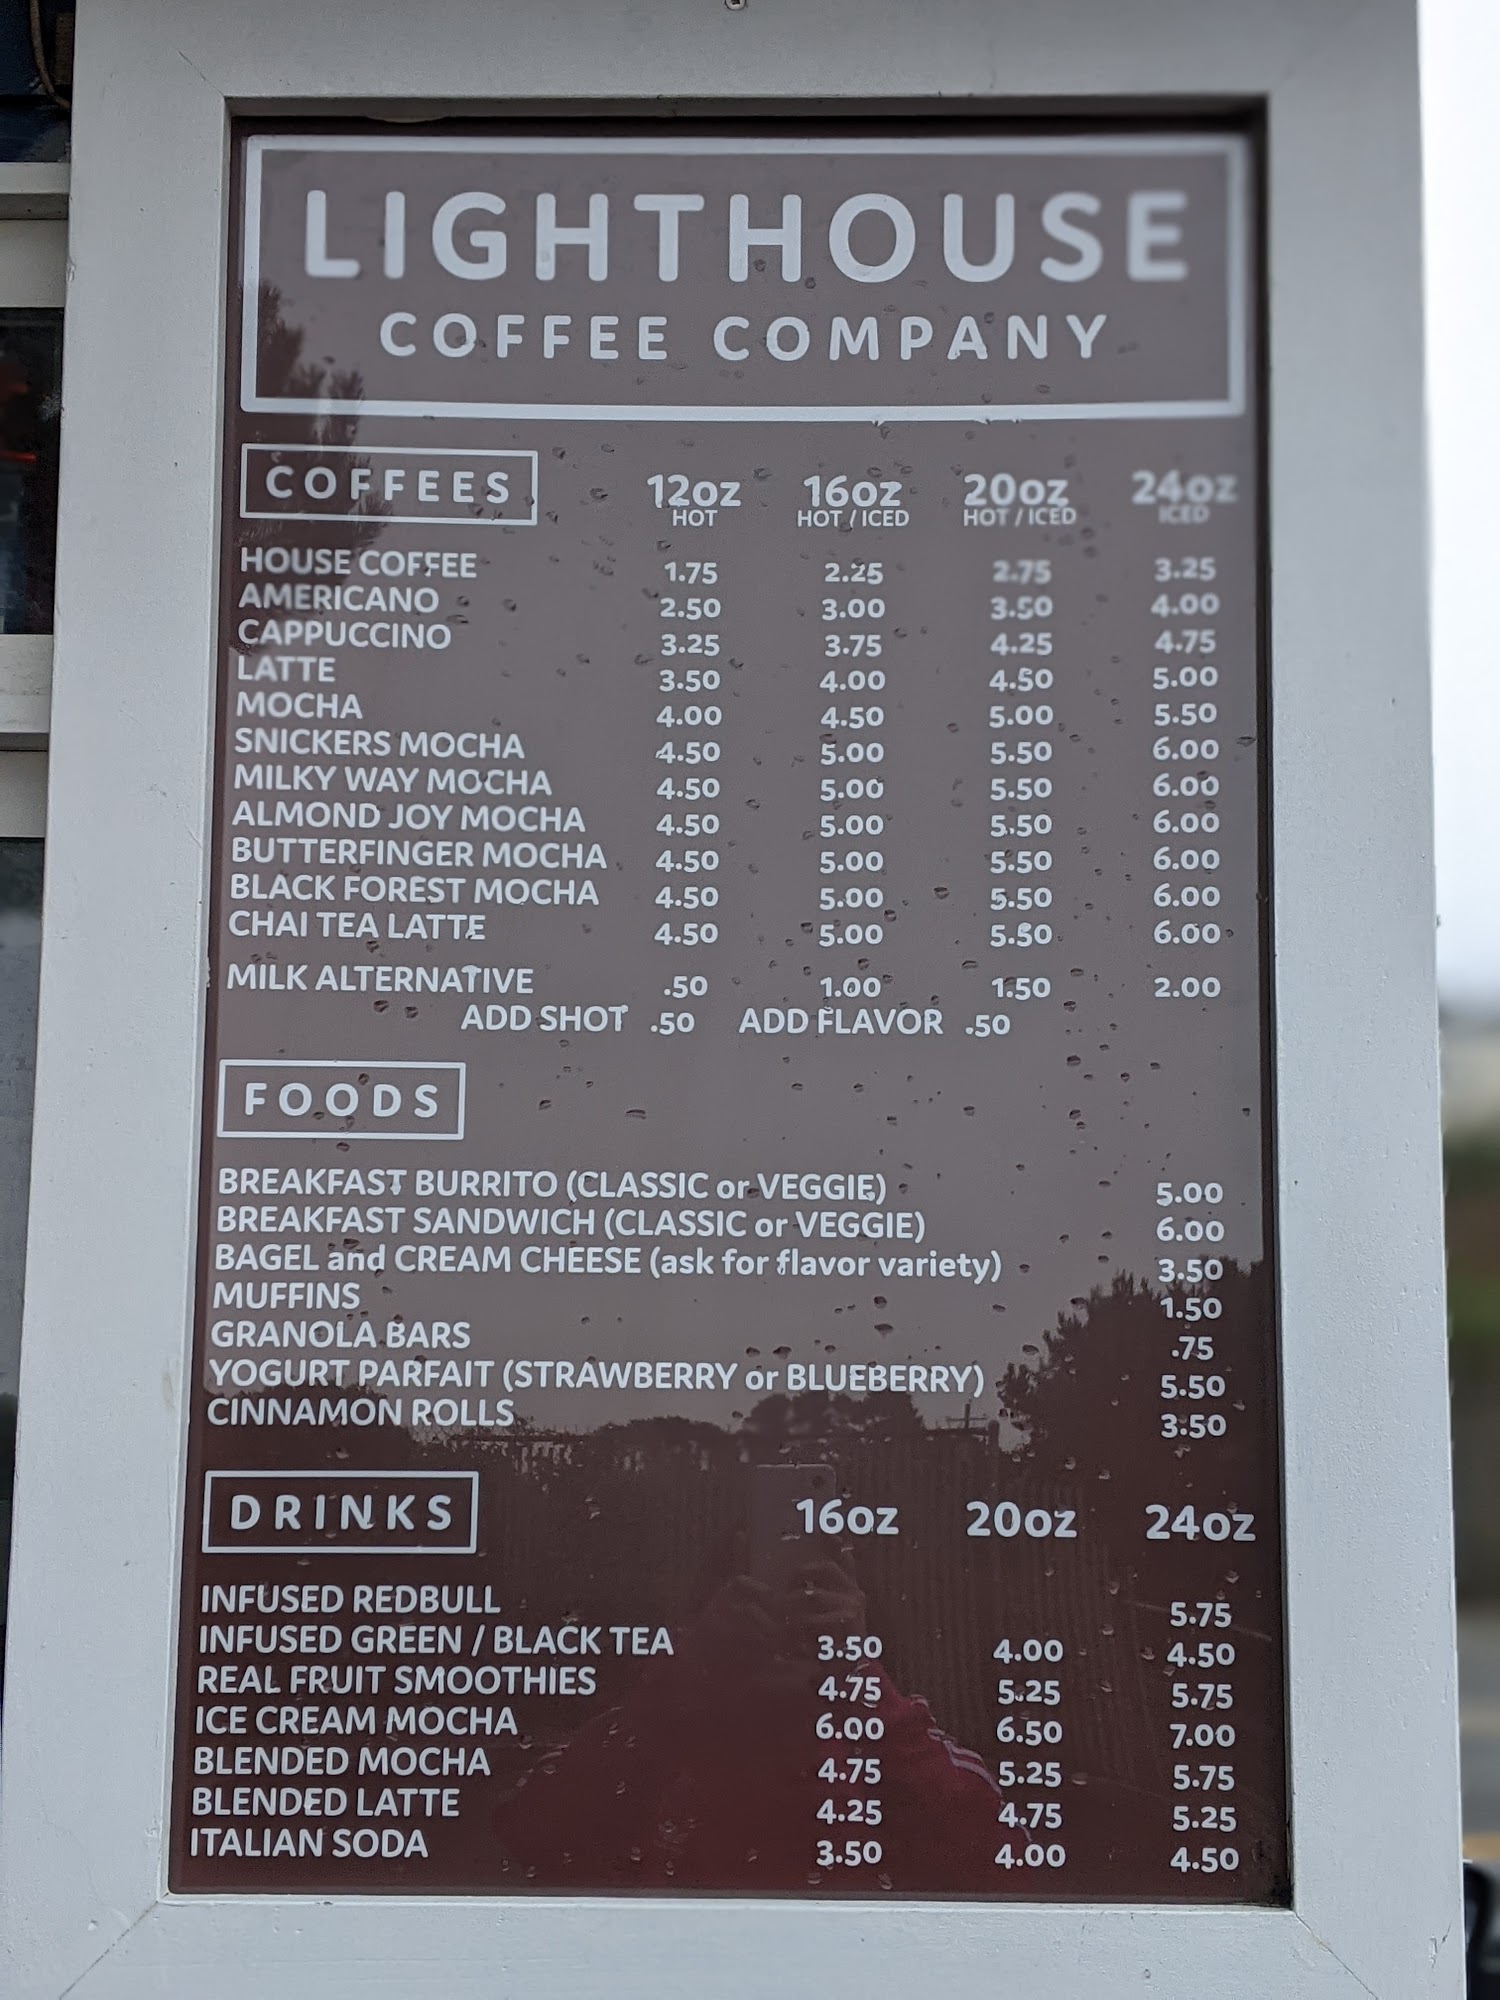 LIGHTHOUSE
COFFEE COMPANY
COFFEES 12oz 16oz 20oz 24oz
HOT HOT / ICED HOT / ICED ICED
HOUSE COFFEE 1.75 2.25 2.75 3.25
AMERICANO 2.50 3.00 3.50 4.00
CAPPUCCINO 3.25 3.75 4.25 4.75
LATTE 3.50 4.00 4.50 5.00
MOCHA 4.00 4.50 5.00 5.50
SNICKERS MOCHA 4.50 5.00 5.50 6.00
MILKY WAY MOCHA 4.50 5.00 5.50 6.00
ALMOND JOY MOCHA 4.50 5.00 5.50 6.00
BUTTERFINGER MOCHA 4.50 5.00 5.50 6.00
BLACK FOREST MOCHA 4.50 5.00 5.50 6.00
CHAI TEA LATTE 4.50 5.00 5.50 6.00
MILK ALTERNATIVE .50 1.00 1.50 2.00
ADD SHOT .50 ADD FLAVOR .50
FOODS
BREAKFAST BURRITO (CLASSIC or VEGGIE) 5.00
BREAKFAST SANDWICH (CLASSIC or VEGGIE) 6.00
BAGEL and CREAM CHEESE (ask for flavor variety) 3.50
MUFFINS 1.50
GRANOLA BARS .75
YOGURT PARFAIT (STRAWBERRY or BLUEBERRY) 5.50
CINNAMON ROLLS 3.50
DRINKS 16oz 20oz 24oz
INFUSED REDBULL 5.75
INFUSED GREEN / BLACK TEA 3.50 4.00 4.50
REAL FRUIT SMOOTHIES 4.75 5.25 5.75
ICE CREAM MOCHA 6.00 6.50 7.00
BLENDED MOCHA 4.75 5.25 5.75
BLENDED LATTE 4.25 4.75 5.25
ITALIAN SODA 3.50 4.00 4.50